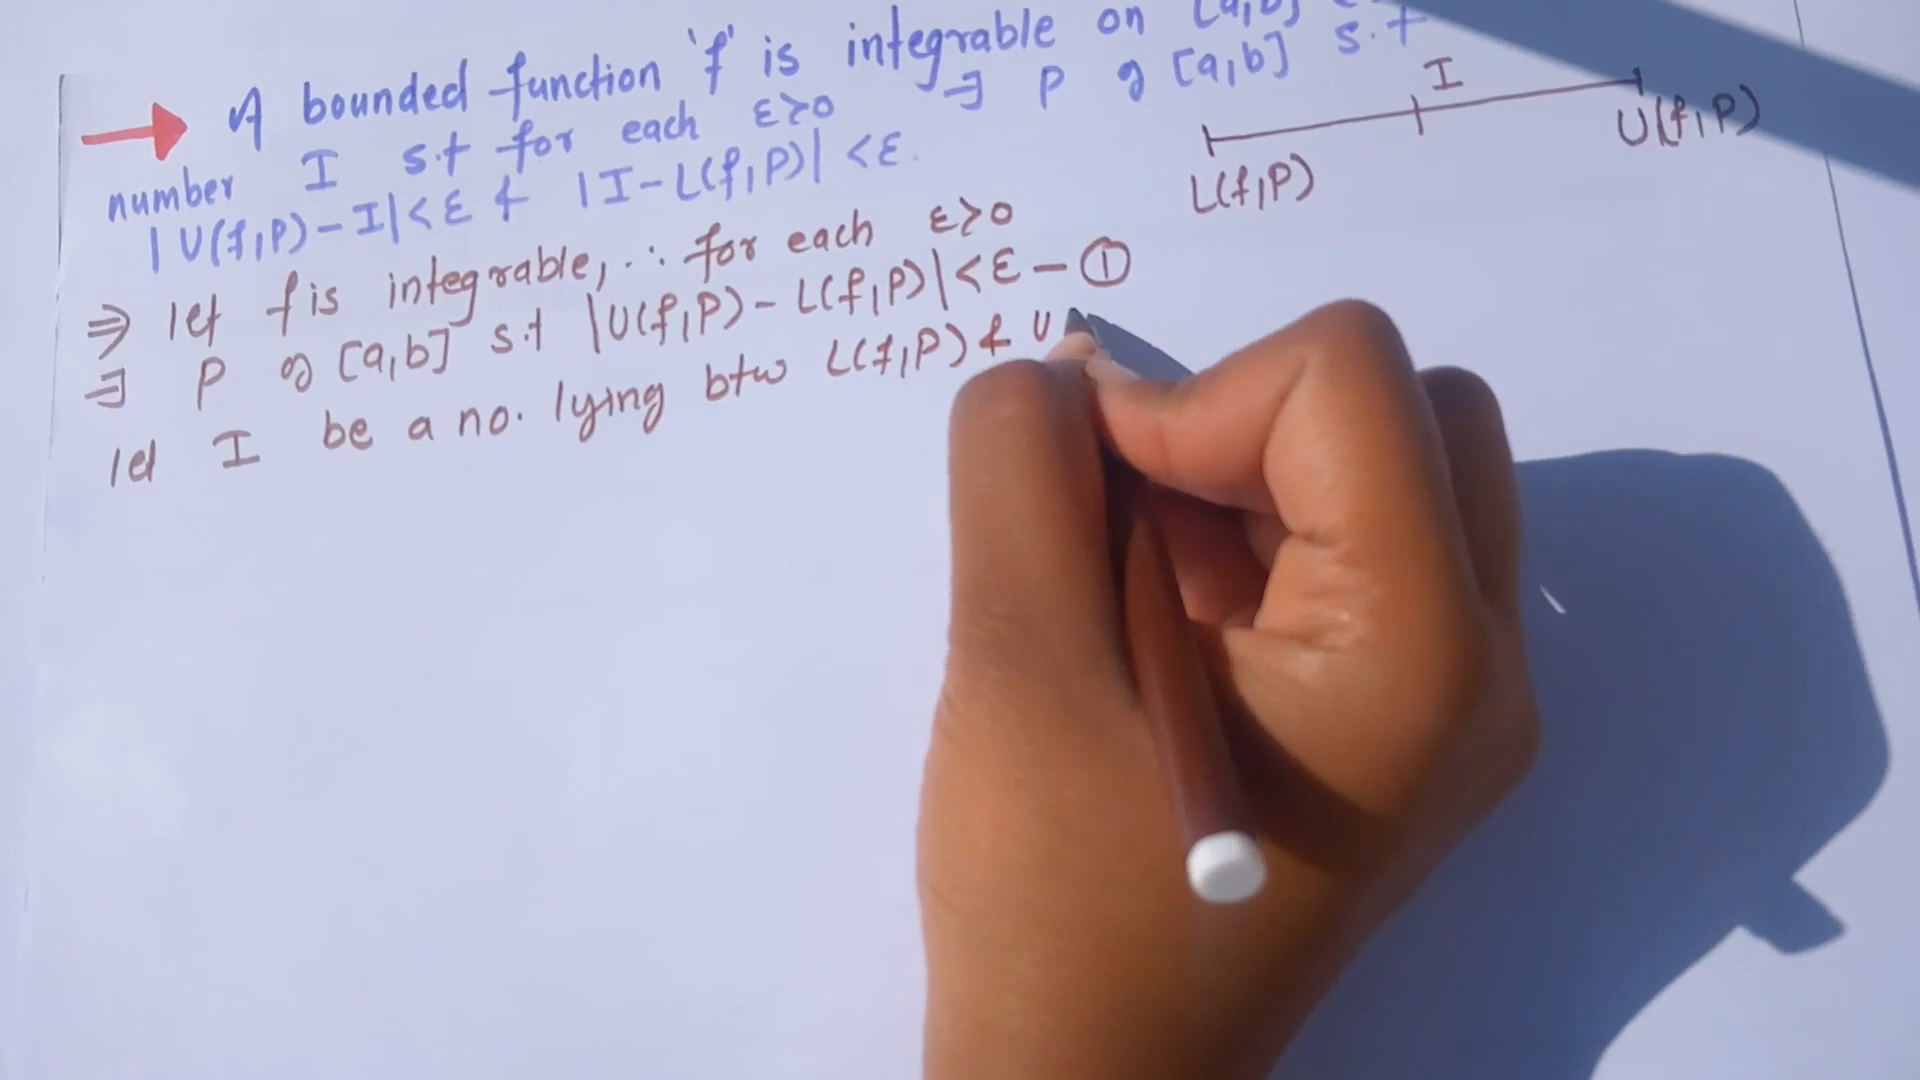 A bounded function 'f' is integrable on [a,b]
number I s.t for each ε>0 ∃ P of [a,b] s.t
|U(f,P)-I|<ε & |I-L(f,P)|<ε.
I
L(f,P)
U(f,P)
⇒ let f is integrable, ∴ for each ε>0
∃ P of [a,b] s.t |U(f,P)- L(f,P)|<ε - ①
let I be a no. lying btw L(f,P) & U